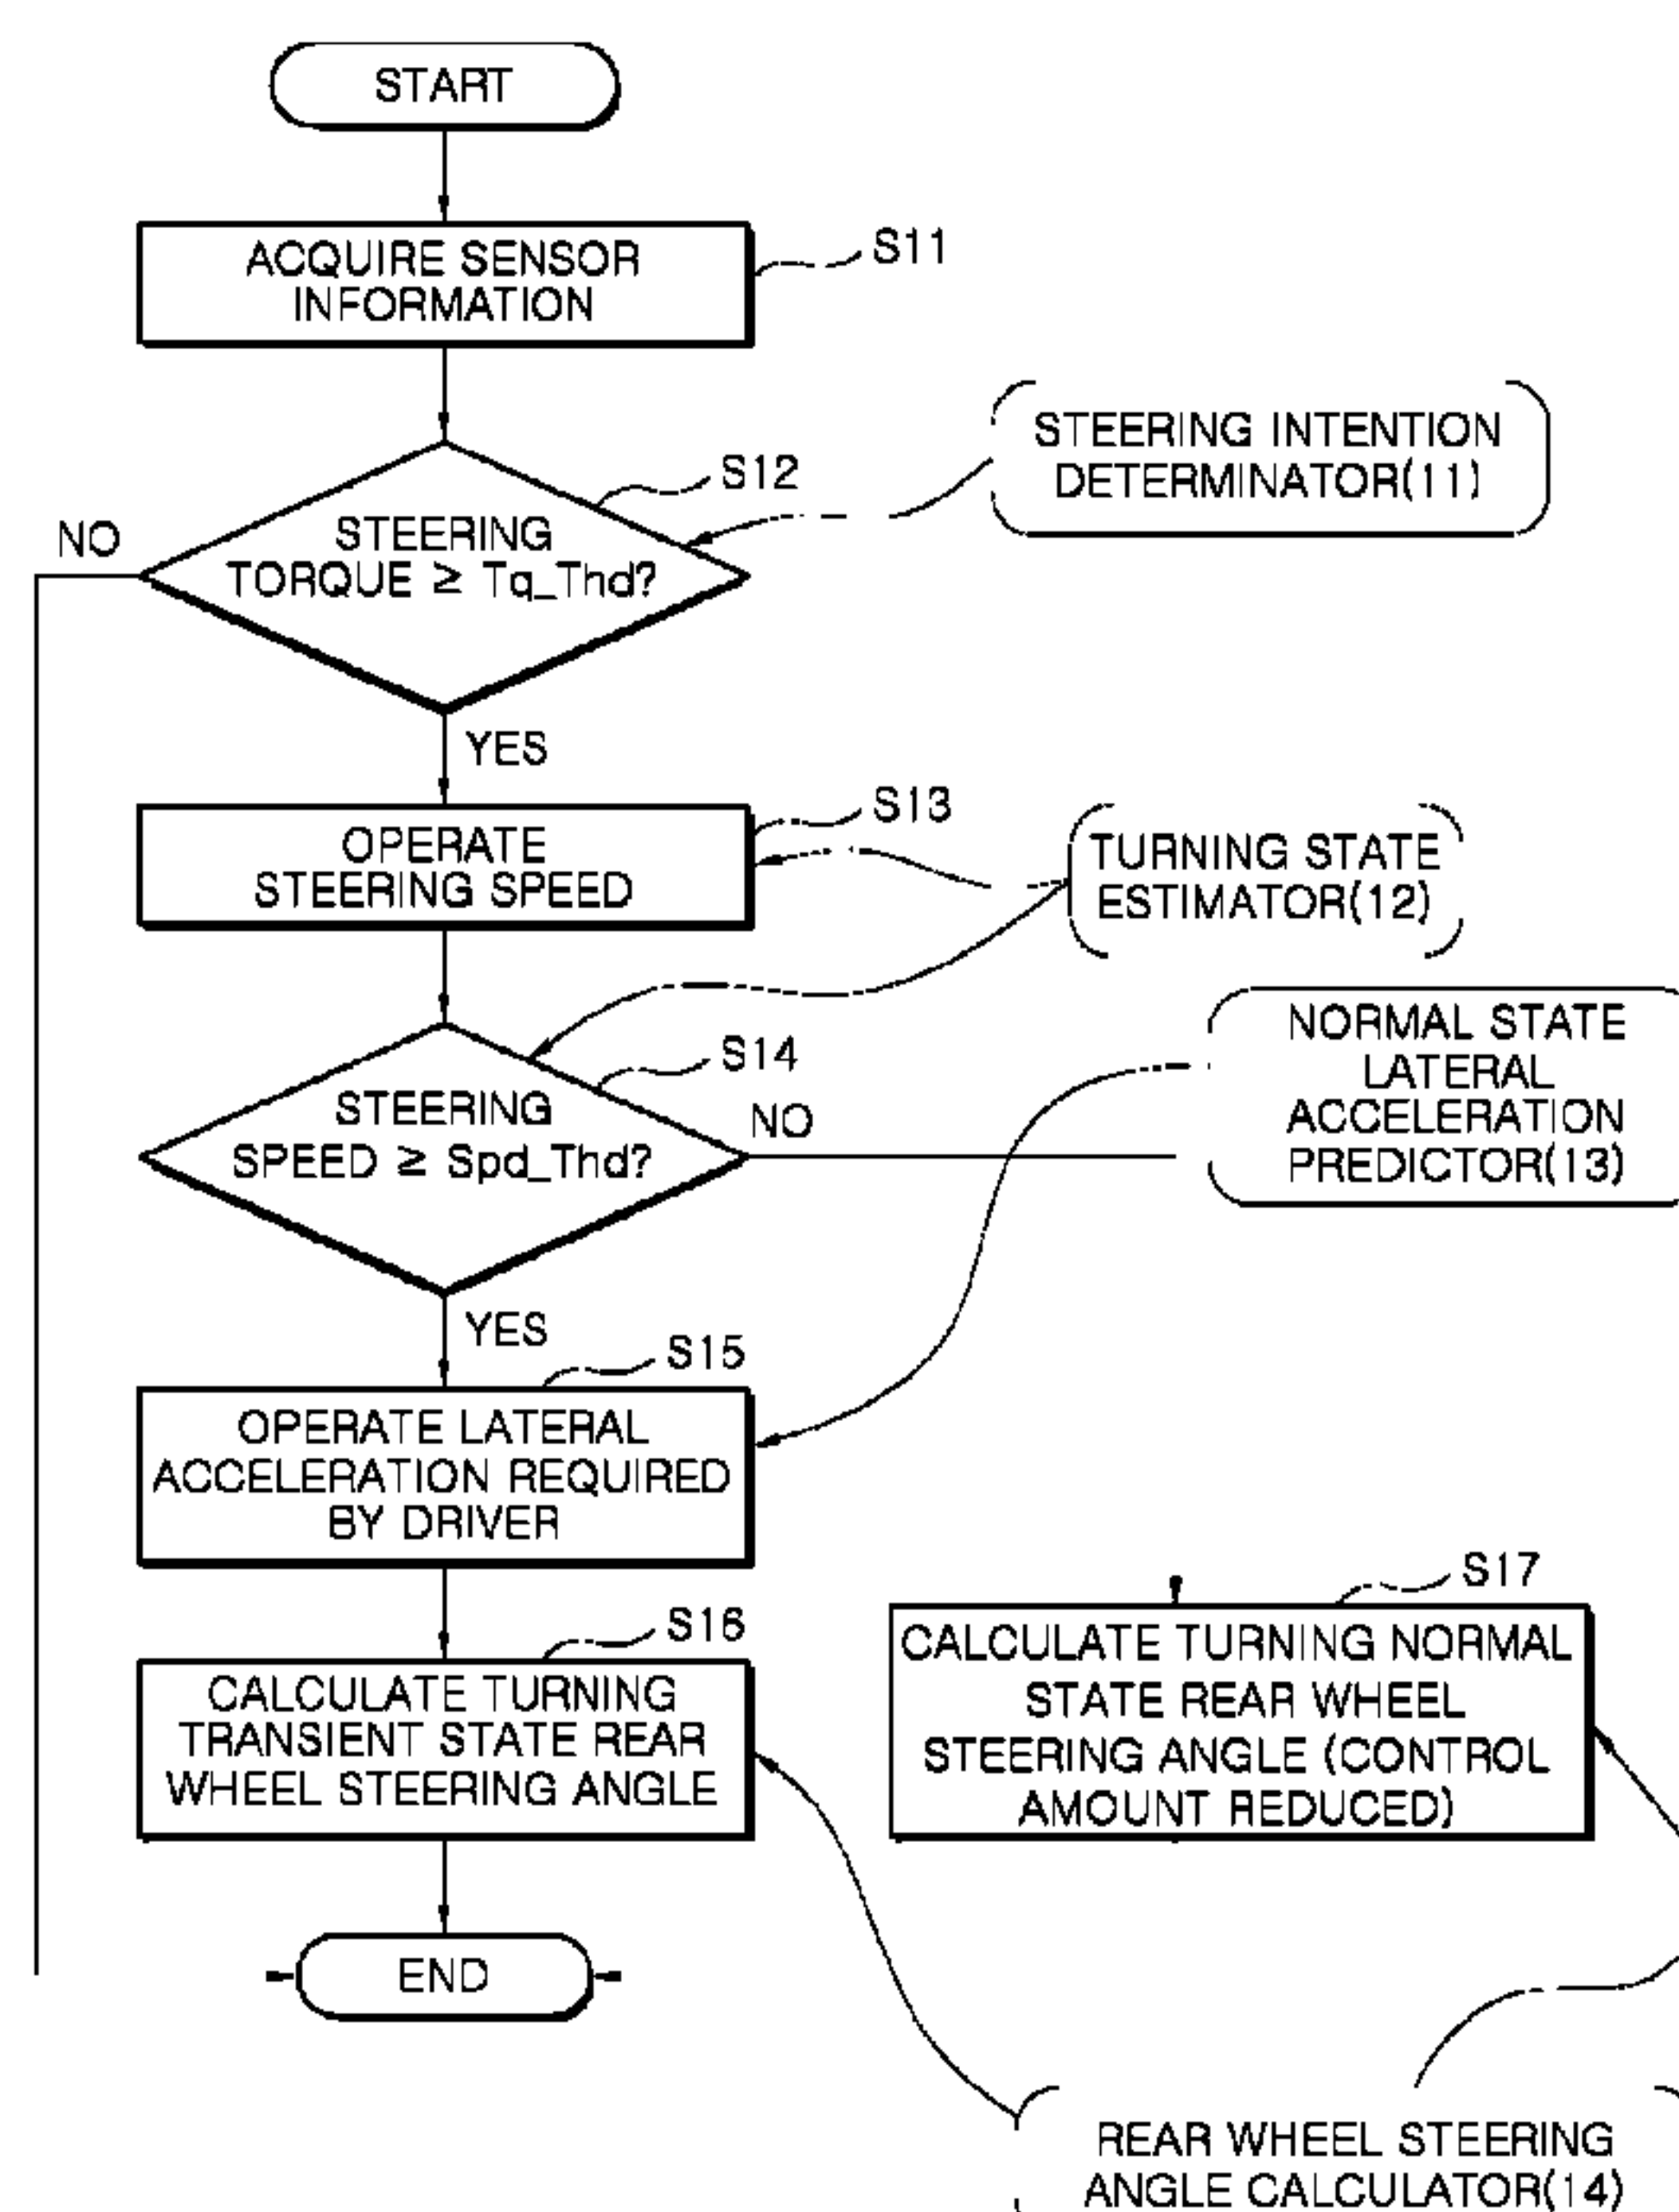 START
ACQUIRE SENSOR
INFORMATION
S11
STEERING INTENTION
DETERMINATOR(11)
S12
NO
STEERING
TORQUE ≥ Tq_Thd?
YES
S13
OPERATE
STEERING SPEED
TURNING STATE
ESTIMATOR(12)
NORMAL STATE
LATERAL
ACCELERATION
PREDICTOR(13)
S14
STEERING
SPEED ≥ Spd_Thd?
NO
YES
S15
OPERATE LATERAL
ACCELERATION REQUIRED
BY DRIVER
S16
CALCULATE TURNING
TRANSIENT STATE REAR
WHEEL STEERING ANGLE
S17
CALCULATE TURNING NORMAL
STATE REAR WHEEL
STEERING ANGLE (CONTROL
AMOUNT REDUCED)
END
REAR WHEEL STEERING
ANGLE CALCULATOR(14)